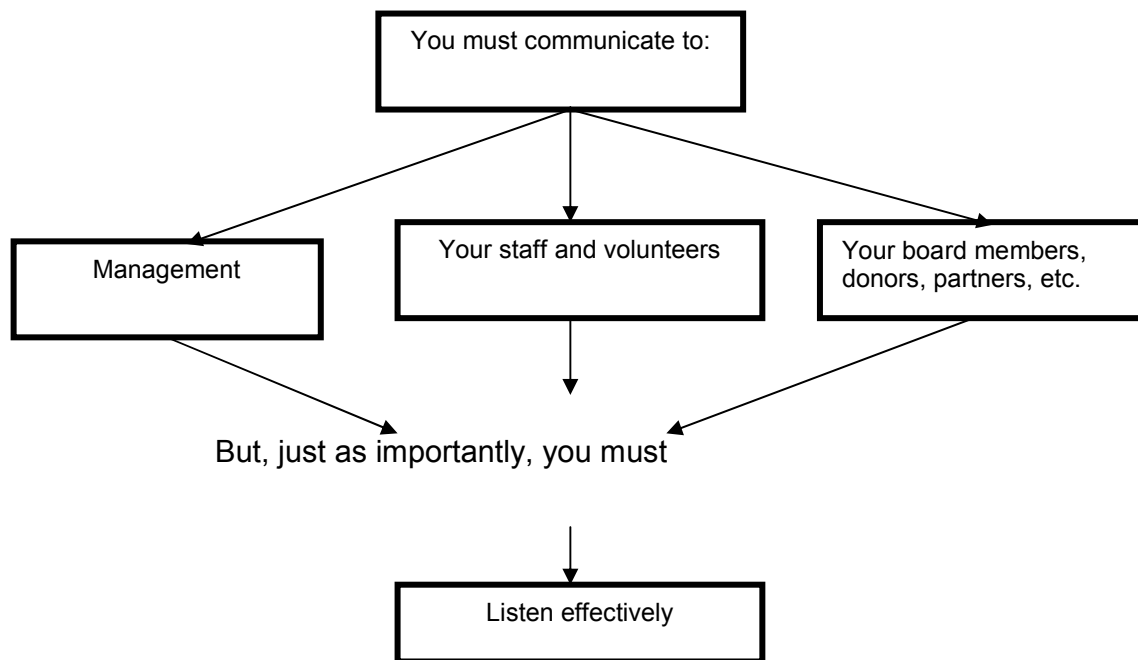 You must communicate to:
Management
Your staff and volunteers
Your board members,
donors, partners, etc.
But, just as importantly, you must
Listen effectively